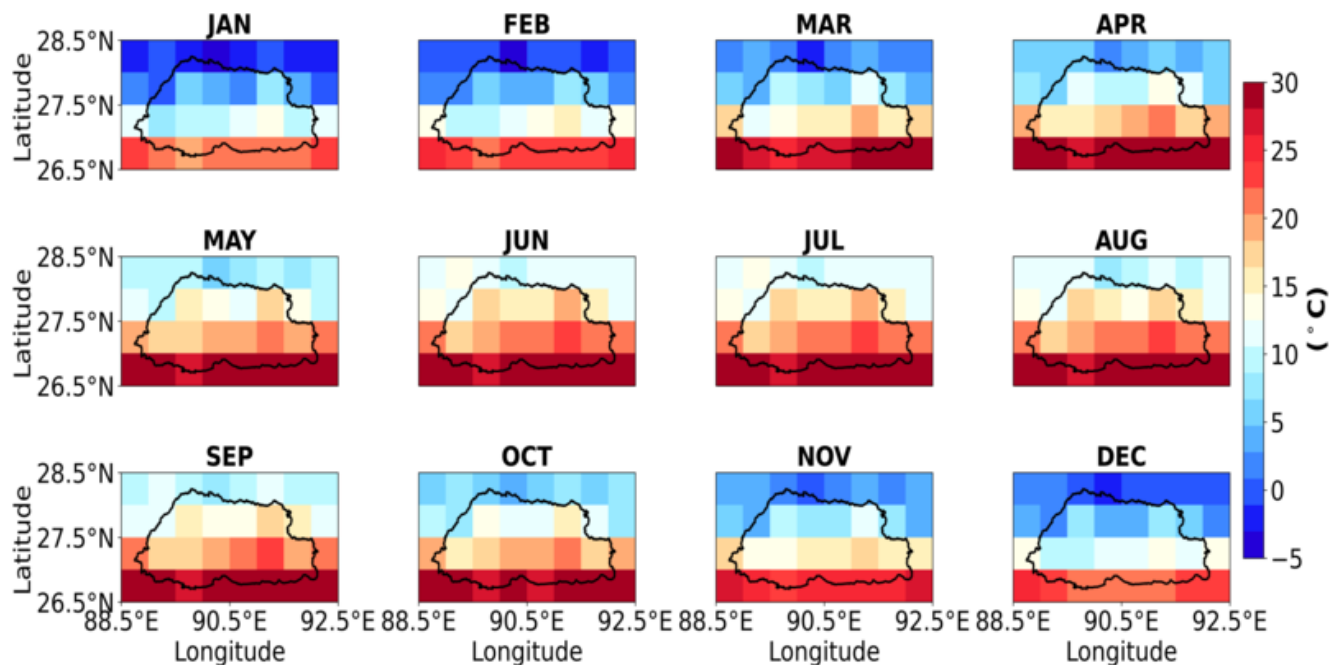 JAN FEB MAR APR
28.5°N
27.5°N
26.5°N
Latitude
MAY JUN JUL AUG
28.5°N
27.5°N
26.5°N
Latitude
SEP OCT NOV DEC
28.5°N
27.5°N
26.5°N
Latitude
88.5°E 90.5°E 92.5°E 88.5°E 90.5°E 92.5°E 88.5°E 90.5°E 92.5°E 88.5°E 90.5°E 92.5°E
Longitude Longitude Longitude Longitude
30
25
20
15
10
5
0
−5
(°C)